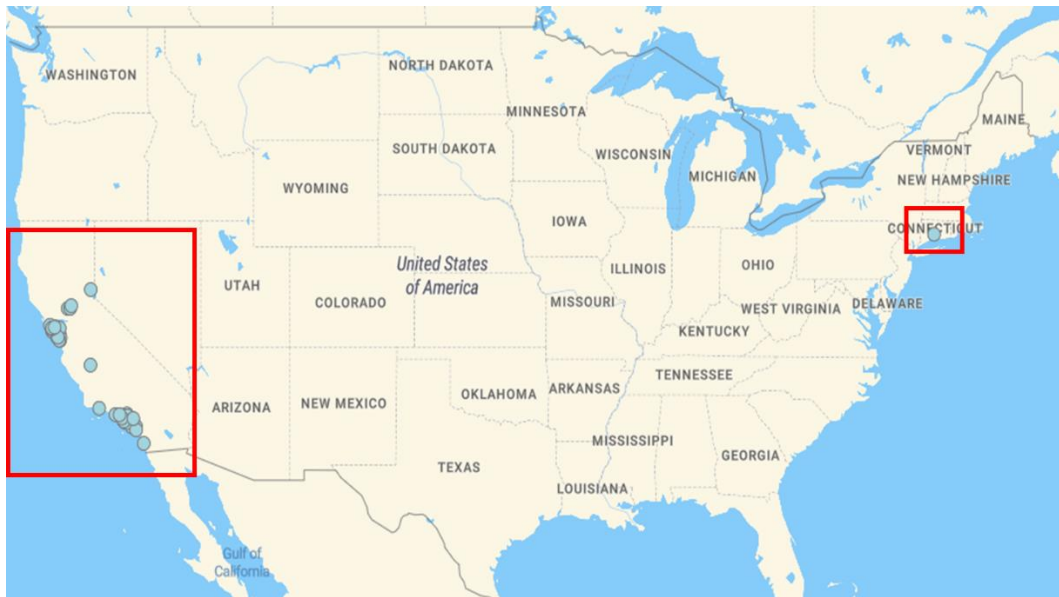 WASHINGTON
NORTH DAKOTA
MINNESOTA
MAINE
SOUTH DAKOTA
WISCONSIN
VERMONT
MICHIGAN
NEW HAMPSHIRE
WYOMING
IOWA
CONNECTICUT
United States
of America
UTAH
COLORADO
ILLINOIS
OHIO
MISSOURI
WEST VIRGINIA
DELAWARE
KENTUCKY
TENNESSEE
ARIZONA
NEW MEXICO
OKLAHOMA
ARKANSAS
MISSISSIPPI
GEORGIA
TEXAS
LOUISIANA
Gulf of
California